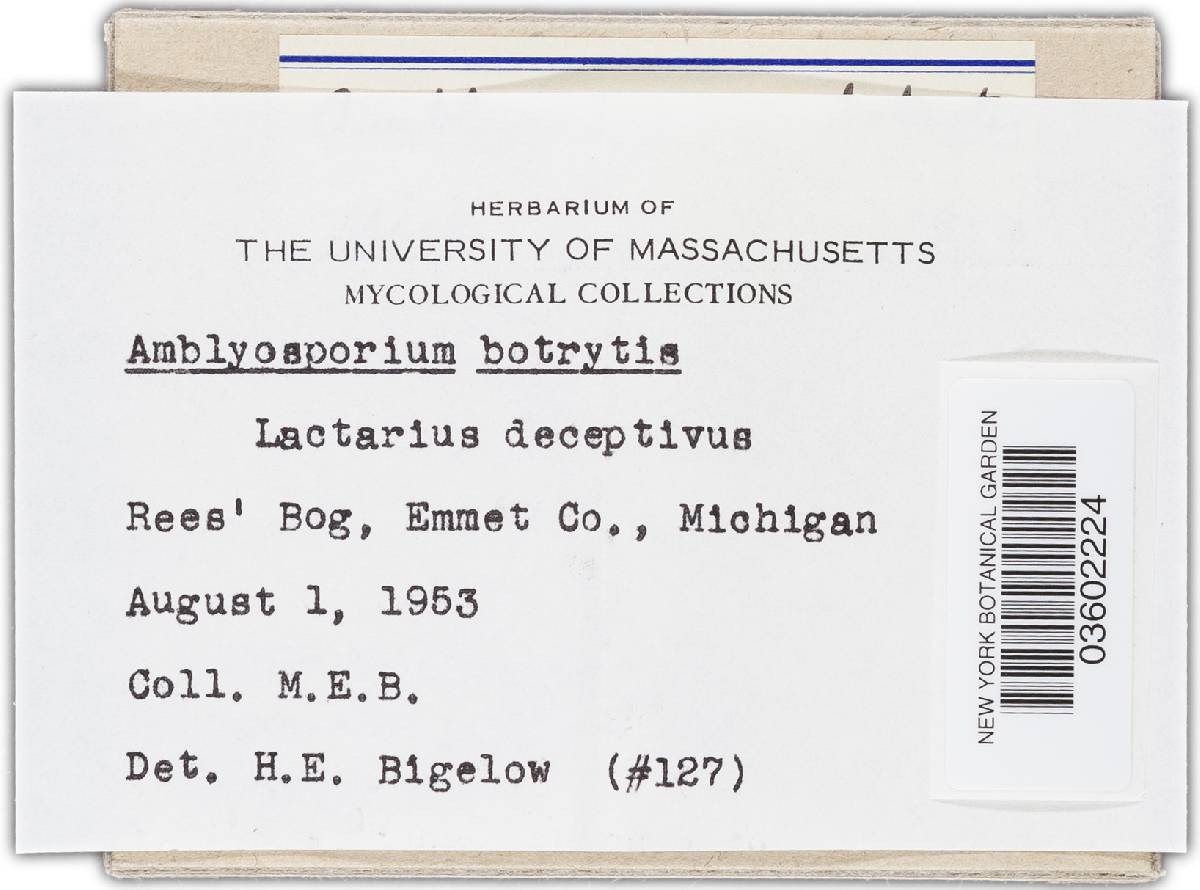 HERBARIUM OF
THE UNIVERSITY OF MASSACHUSETTS
MYCOLOGICAL COLLECTIONS
Amblyosporium botrytis
Lactarius deceptivus
Rees' Bog, Emmet Co., Michigan
August 1, 1953
Coll. M.E.B.
Det. H.E. Bigelow (#127)
NEW YORK BOTANICAL GARDEN
03602224